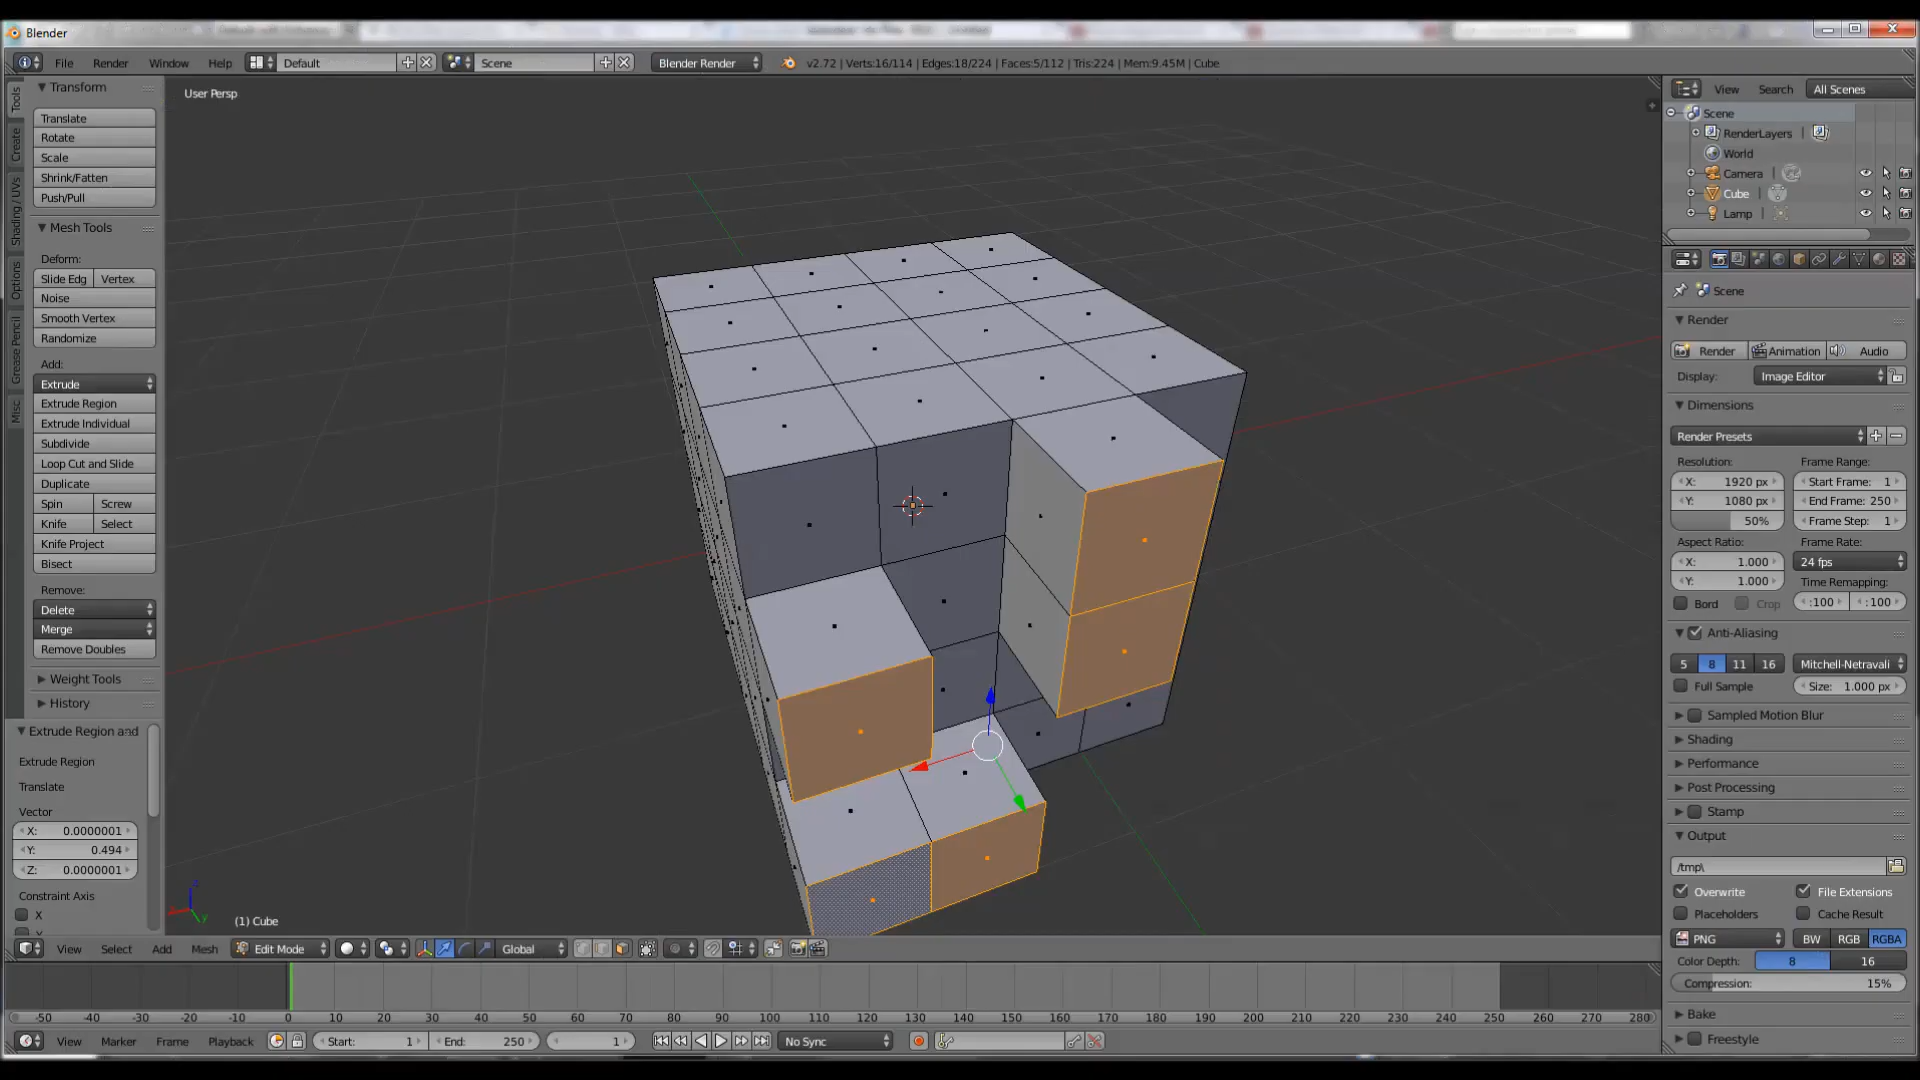 Blender
File Render Window Help Default Scene Blender Render v2.72 | Verts:16/114 | Edges:18/224 | Faces:5/112 | Tris:224 | Mem:9.45M | Cube
Tools
Create
Shading / UVs
Options
Grease Pencil
Misc
Transform
Translate
Rotate
Scale
Shrink/Fatten
Push/Pull
Mesh Tools
Deform:
Slide Edg Vertex
Noise
Smooth Vertex
Randomize
Add:
Extrude
Extrude Region
Extrude Individual
Subdivide
Loop Cut and Slide
Duplicate
Spin Screw
Knife Select
Knife Project
Bisect
Remove:
Delete
Merge
Remove Doubles
Weight Tools
History
Extrude Region and
Extrude Region
Translate
Vector
X: 0.0000001
Y: 0.494
Z: 0.0000001
Constraint Axis
X
User Persp
(1) Cube
View Select Add Mesh Edit Mode Global
-50 -40 -30 -20 -10 0 10 20 30 40 50 60 70 80 90 100 110 120 130 140 150 160 170 180 190 200 210 220 230 240 250 260 270 280
View Marker Frame Playback Start: 1 End: 250 1 No Sync
View Search All Scenes
Scene
RenderLayers
World
Camera
Cube
Lamp
Scene
Render
Render Animation Audio
Display: Image Editor
Dimensions
Render Presets
Resolution: Frame Range:
X: 1920 px Start Frame: 1
Y: 1080 px End Frame: 250
50% Frame Step: 1
Aspect Ratio: Frame Rate:
X: 1.000 24 fps
Y: 1.000 Time Remapping:
Bord Crop :100 :100
Anti-Aliasing
5 8 11 16 Mitchell-Netravali
Full Sample Size: 1.000 px
Sampled Motion Blur
Shading
Performance
Post Processing
Stamp
Output
/tmp\
Overwrite File Extensions
Placeholders Cache Result
PNG BW RGB RGBA
Color Depth: 8 16
Compression: 15%
Bake
Freestyle